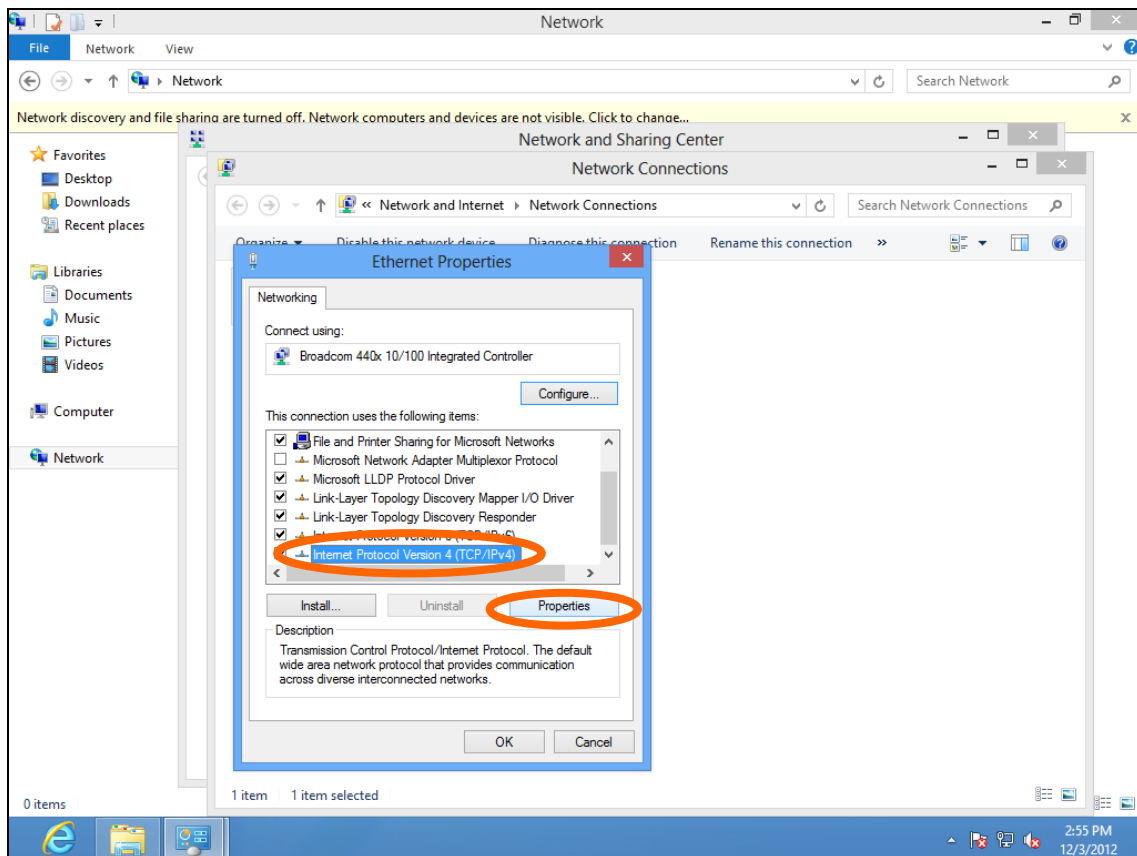 Network
File Network View
Network
Search Network
Network discovery and file sharing are turned off. Network computers and devices are not visible. Click to change...
Favorites
Desktop
Downloads
Recent places
Libraries
Documents
Music
Pictures
Videos
Computer
Network
Network and Sharing Center
Network Connections
« Network and Internet Network Connections
Search Network Connections
Organize Disable this network device Diagnose this connection Rename this connection »
Ethernet Properties
Networking
Connect using:
Broadcom 440x 10/100 Integrated Controller
Configure...
This connection uses the following items:
File and Printer Sharing for Microsoft Networks
Microsoft Network Adapter Multiplexor Protocol
Microsoft LLDP Protocol Driver
Link-Layer Topology Discovery Mapper I/O Driver
Link-Layer Topology Discovery Responder
Internet Protocol Version 6 (TCP/IPv6)
Internet Protocol Version 4 (TCP/IPv4)
Install... Uninstall Properties
Description
Transmission Control Protocol/Internet Protocol. The default
wide area network protocol that provides communication
across diverse interconnected networks.
OK Cancel
1 item 1 item selected
0 items
2:55 PM
12/3/2012